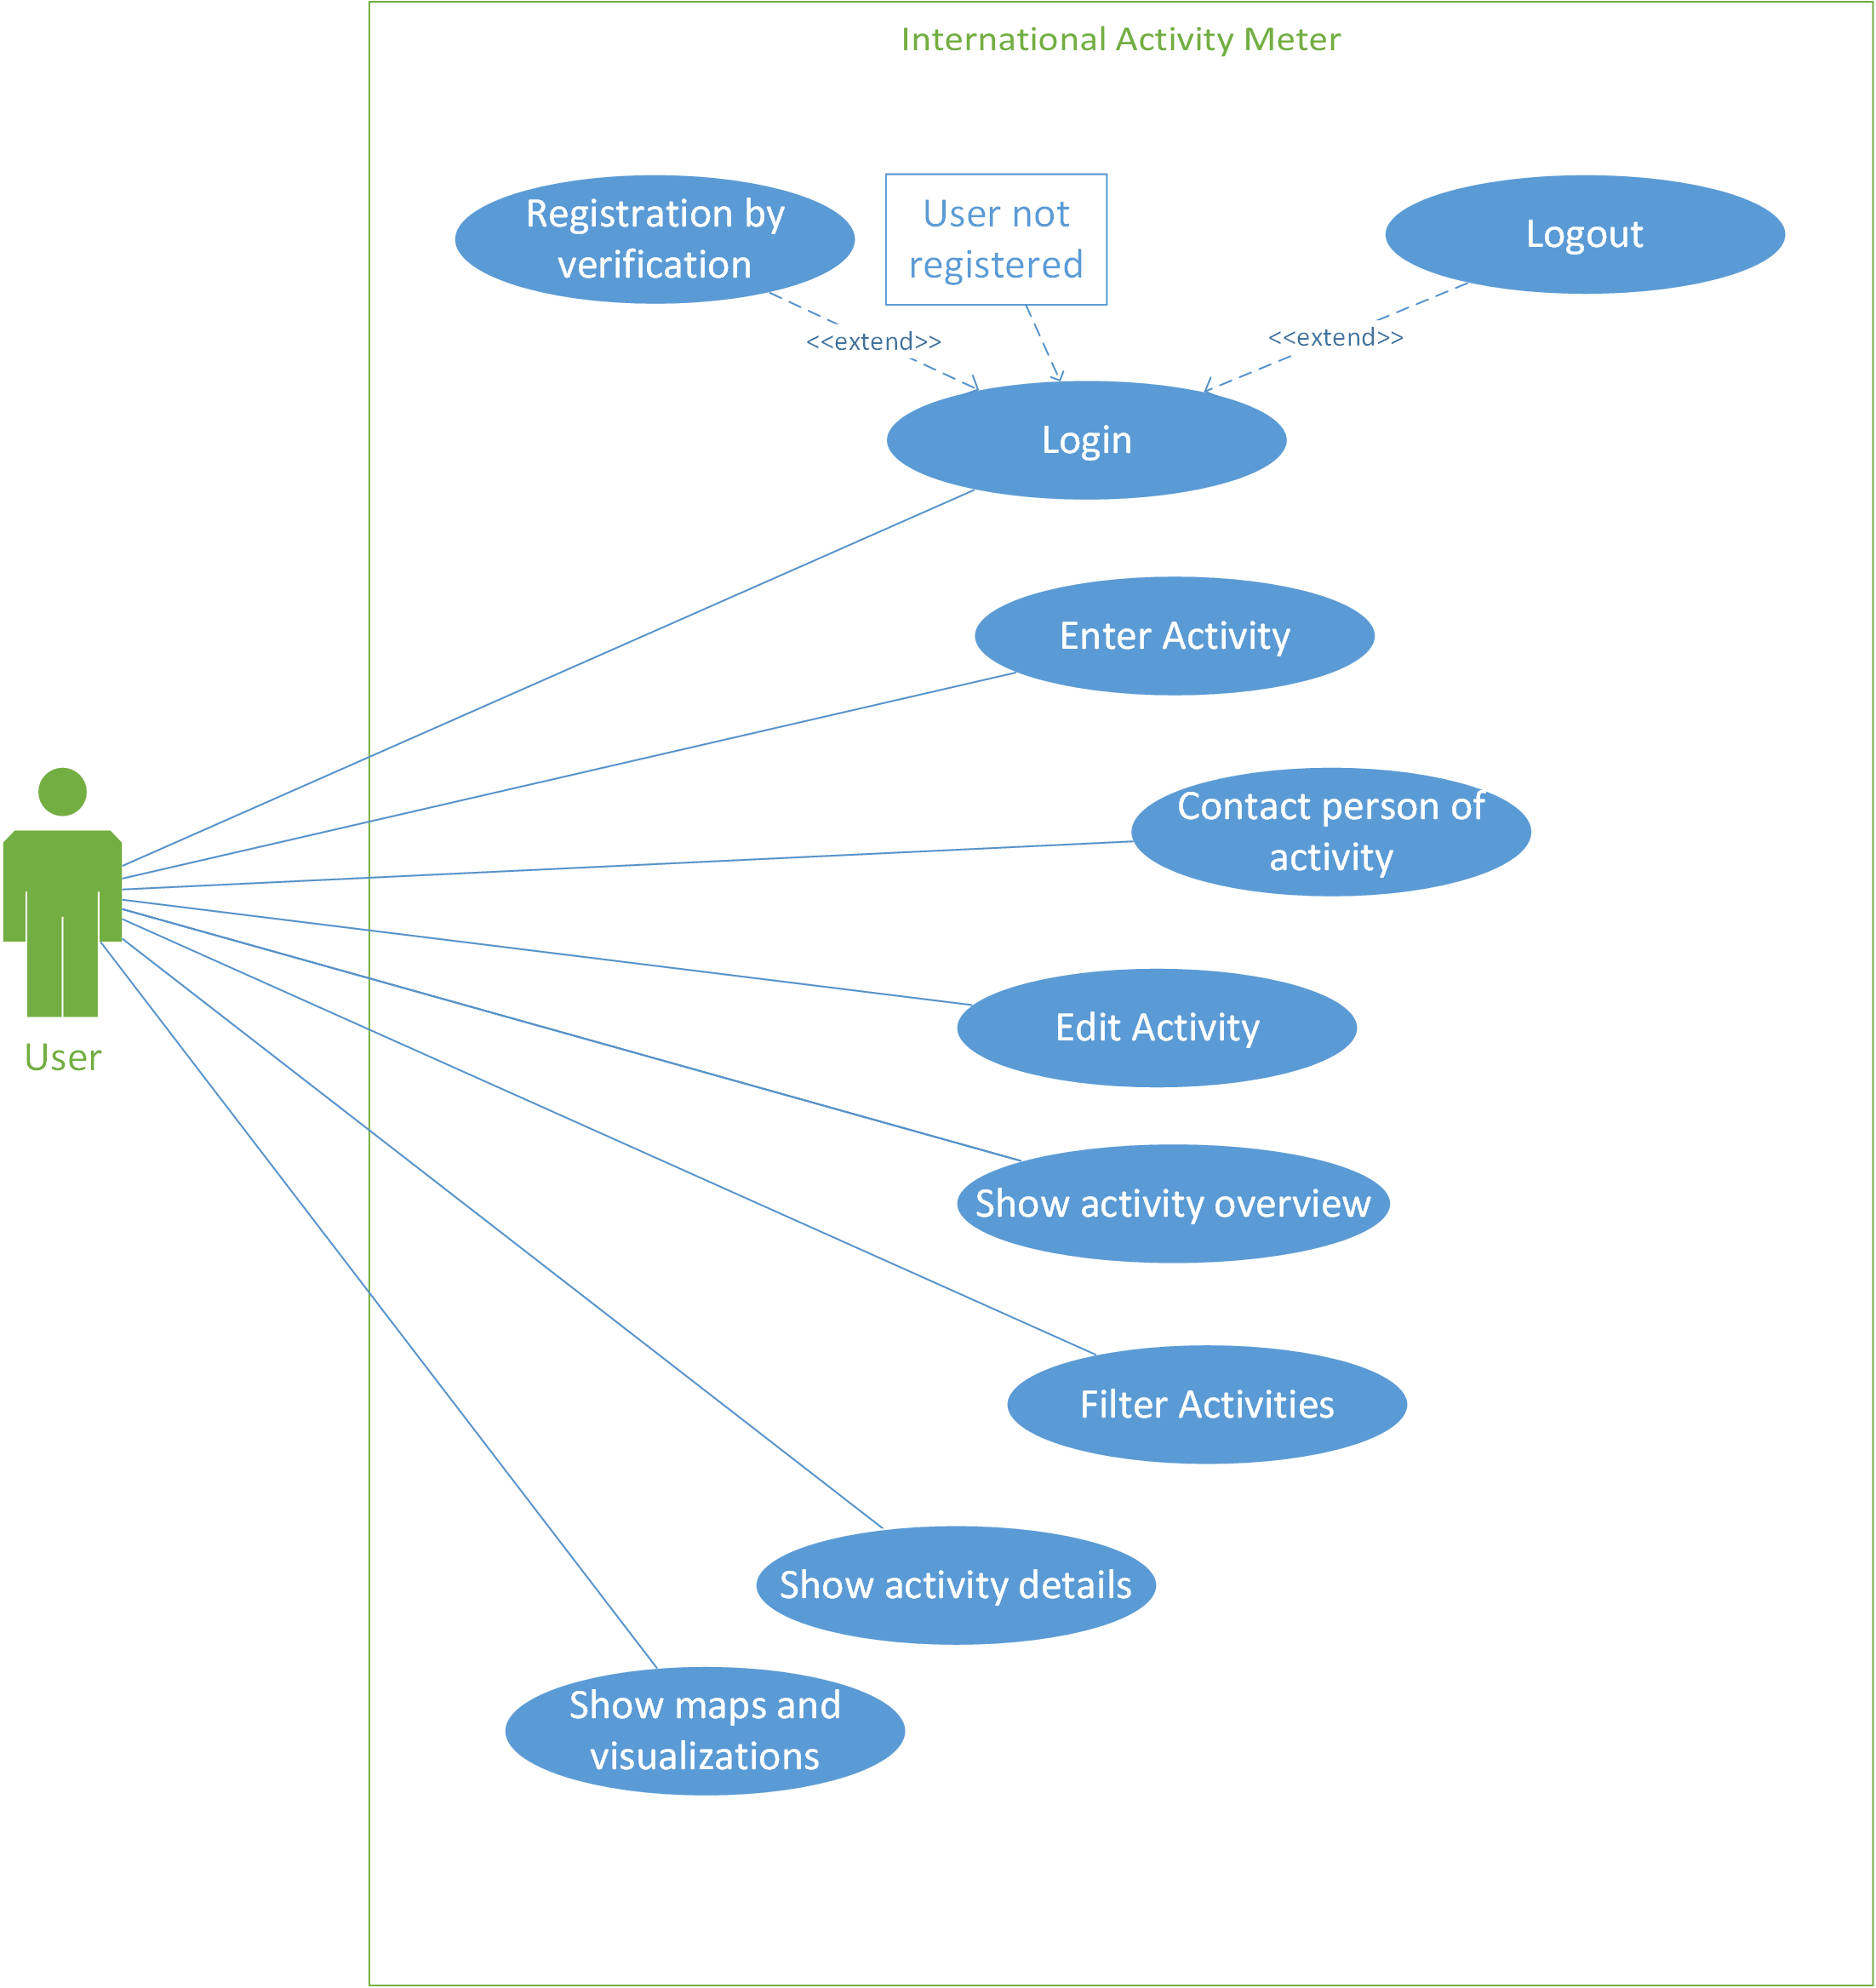 International Activity Meter
Registration by
verification
User not
registered
Logout
<<extend>>
<<extend>>
Login
Enter Activity
Contact person of
activity
Edit Activity
User
Show activity overview
Filter Activities
Show activity details
Show maps and
visualizations